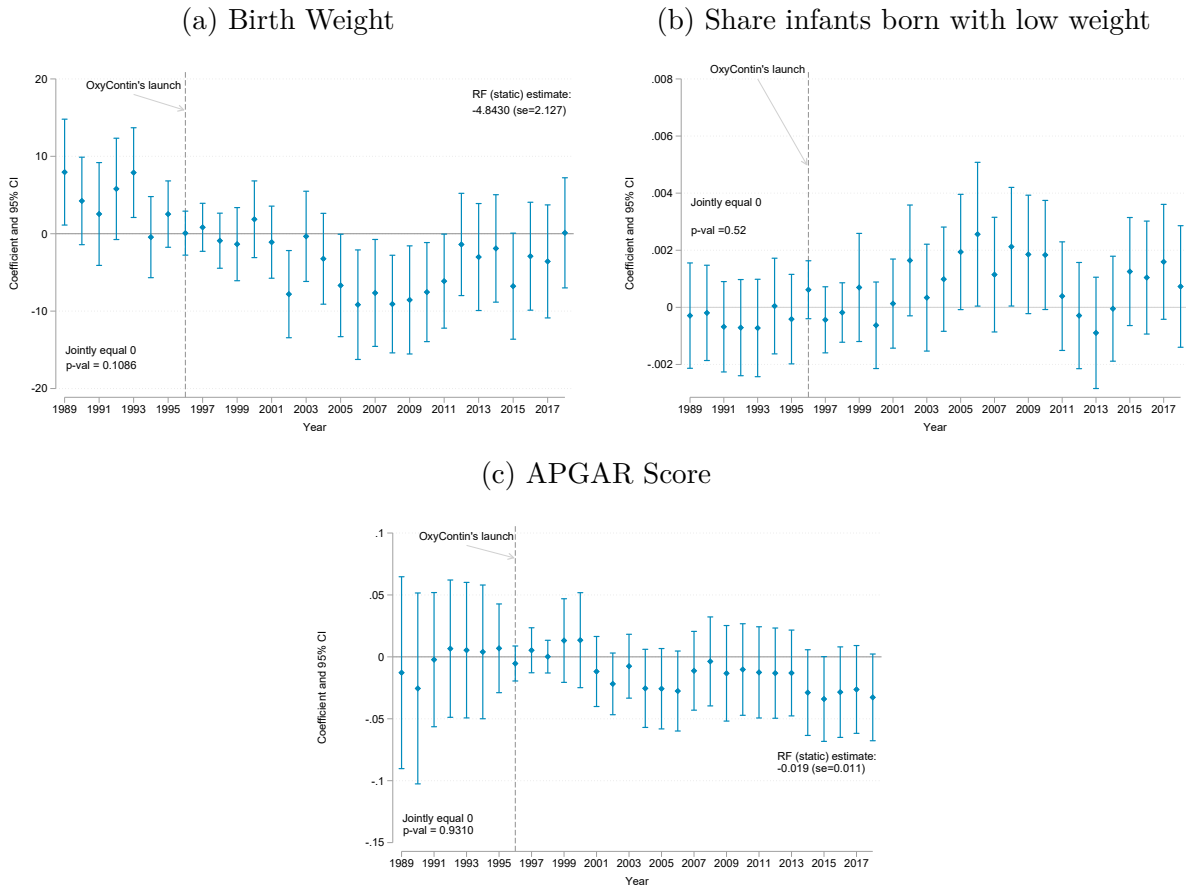 (a) Birth Weight
20
10
0
-10
-20
Coefficient and 95% CI
OxyContin's launch
RF (static) estimate:
-4.8430 (se=2.127)
Jointly equal 0
p-val = 0.1086
1989 1991 1993 1995 1997 1999 2001 2003 2005 2007 2009 2011 2013 2015 2017
Year
(b) Share infants born with low weight
.008
.006
.004
.002
0
-.002
Coefficient and 95% CI
OxyContin's launch
Jointly equal 0
p-val =0.52
1989 1991 1993 1995 1997 1999 2001 2003 2005 2007 2009 2011 2013 2015 2017
Year
(c) APGAR Score
.1
.05
0
-.05
-.1
-.15
Coefficient and 95% CI
OxyContin's launch
RF (static) estimate:
-0.019 (se=0.011)
Jointly equal 0
p-val = 0.9310
1989 1991 1993 1995 1997 1999 2001 2003 2005 2007 2009 2011 2013 2015 2017
Year